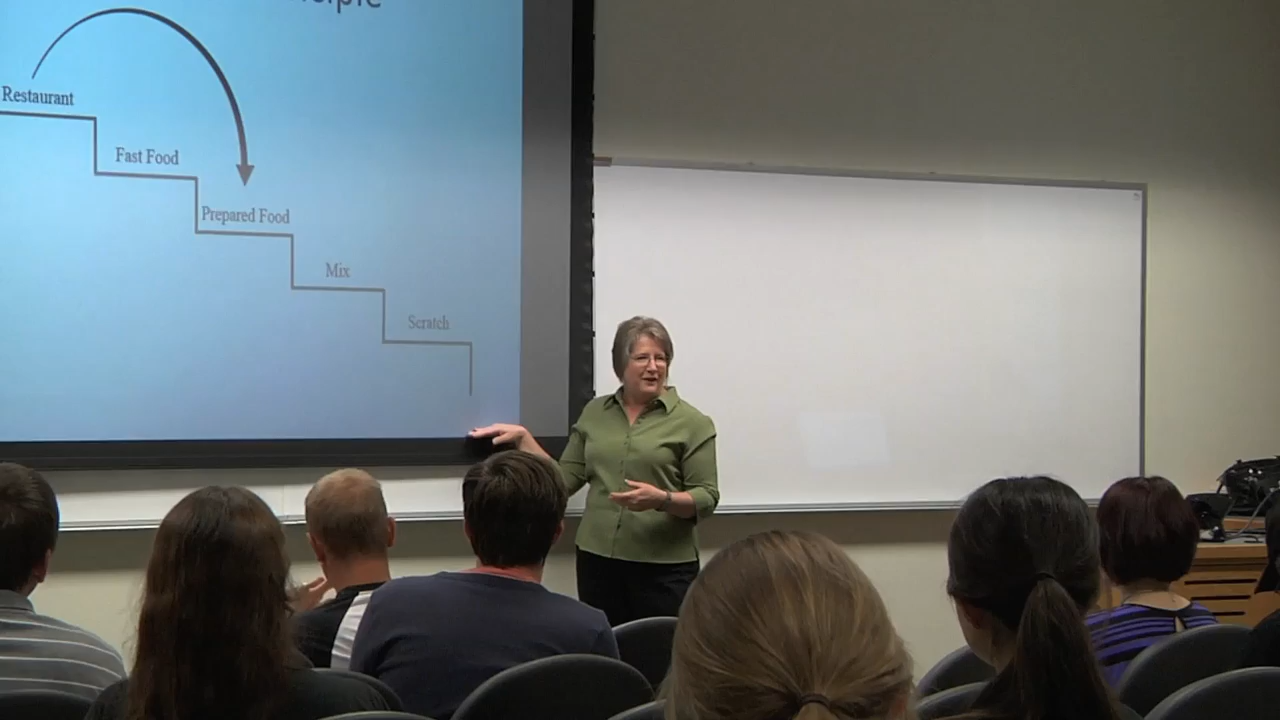 Restaurant
Fast Food
Prepared Food
Mix
Scratch